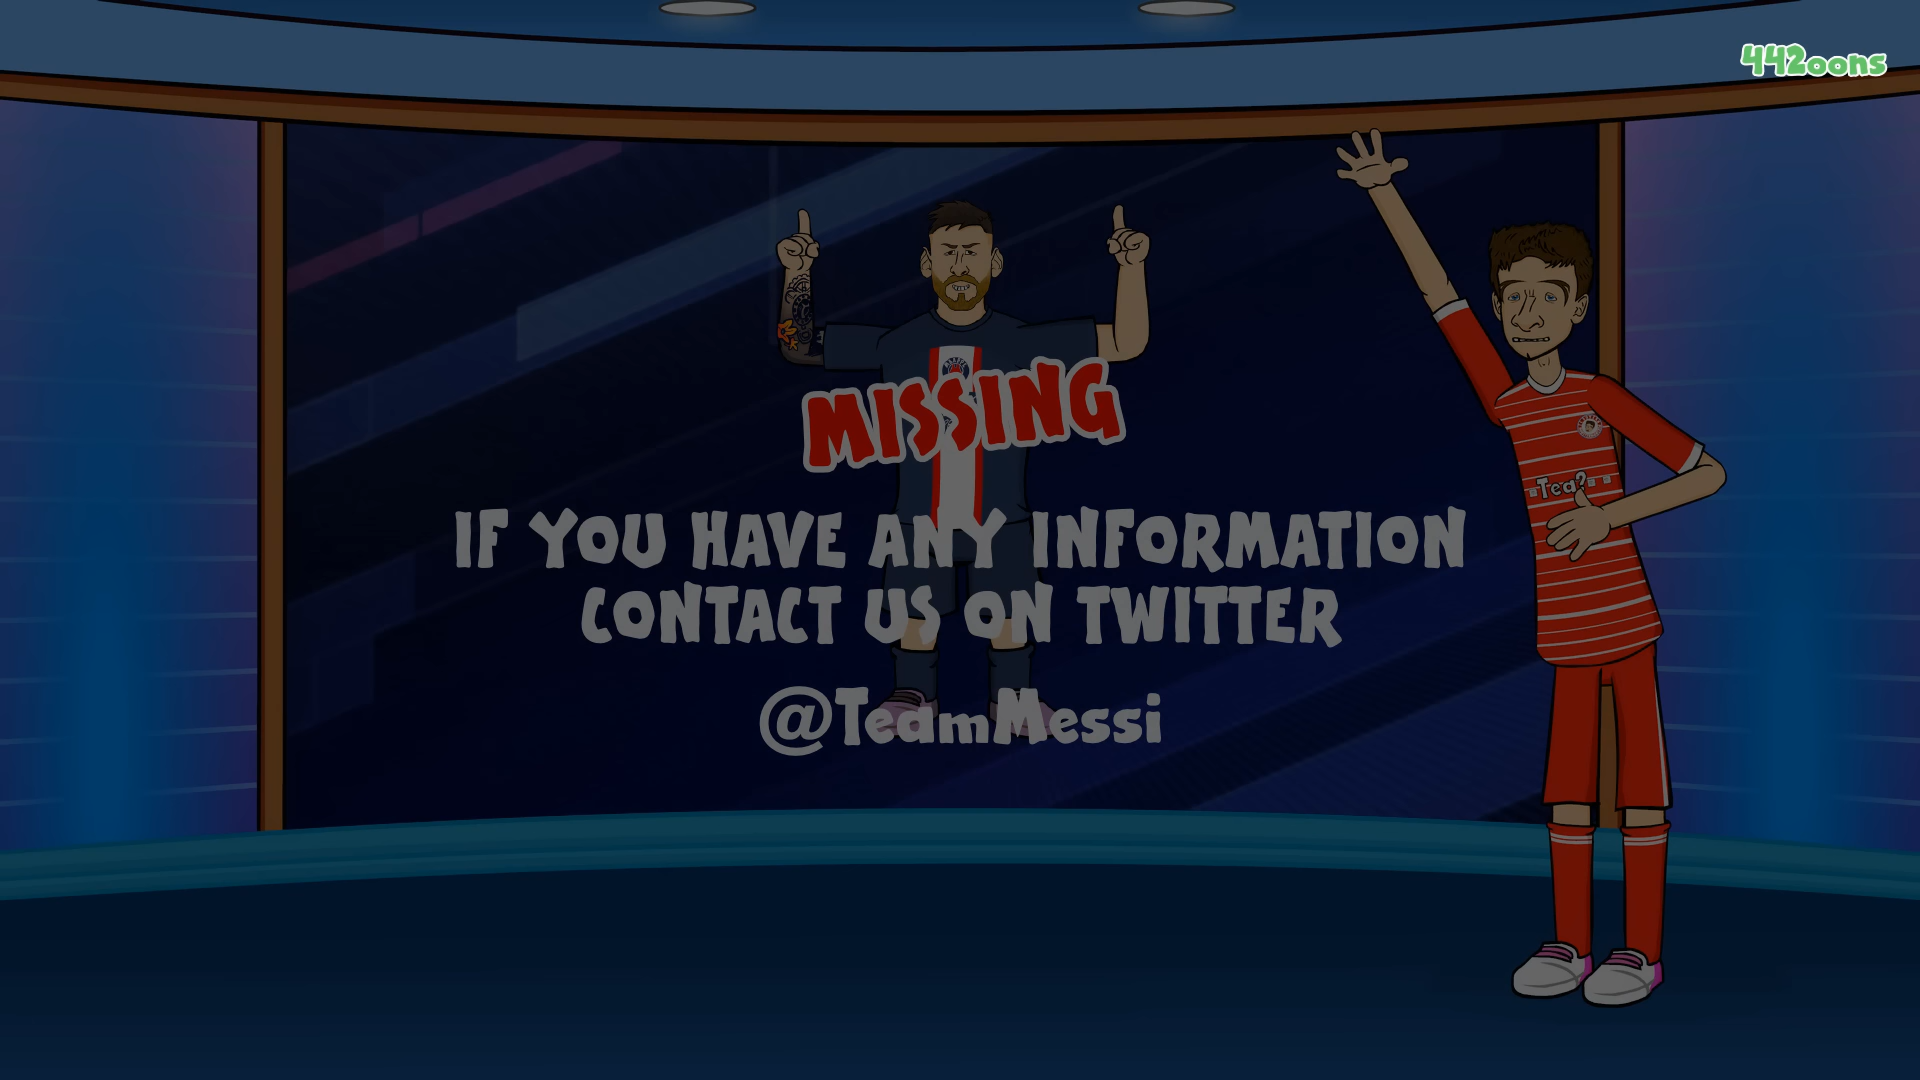 442oons
MISSING
IF YOU HAVE ANY INFORMATION
CONTACT US ON TWITTER
@TeamMessi
Tea?